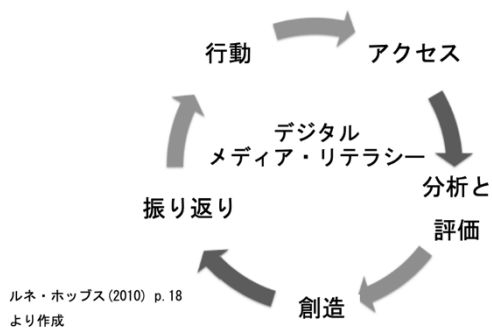 行動
アクセス
デジタル
メディア・リテラシー
分析と
評価
振り返り
創造
ルネ・ホッブス(2010) p.18
より作成